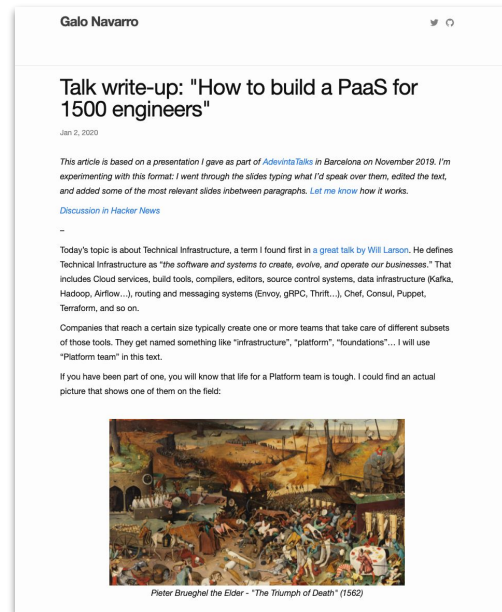 Galo Navarro
Talk write-up: "How to build a PaaS for
1500 engineers"
Jan 2, 2020
This article is based on a presentation I gave as part of AdevintaTalks in Barcelona on November 2019. I'm
experimenting with this format: I went through the slides typing what I'd speak over them, edited the text,
and added some of the most relevant slides inbetween paragraphs. Let me know how it works.
Discussion in Hacker News
–
Today's topic is about Technical Infrastructure, a term I found first in a great talk by Will Larson. He defines
Technical Infrastructure as “the software and systems to create, evolve, and operate our businesses.” That
includes Cloud services, build tools, compilers, editors, source control systems, data infrastructure (Kafka,
Hadoop, Airflow…), routing and messaging systems (Envoy, gRPC, Thrift…), Chef, Consul, Puppet,
Terraform, and so on.
Companies that reach a certain size typically create one or more teams that take care of different subsets
of those tools. They get named something like “infrastructure”, “platform”, “foundations”… I will use
“Platform team” in this text.
If you have been part of one, you will know that life for a Platform team is tough. I could find an actual
picture that shows one of them on the field:
Pieter Brueghel the Elder - "The Triumph of Death" (1562)